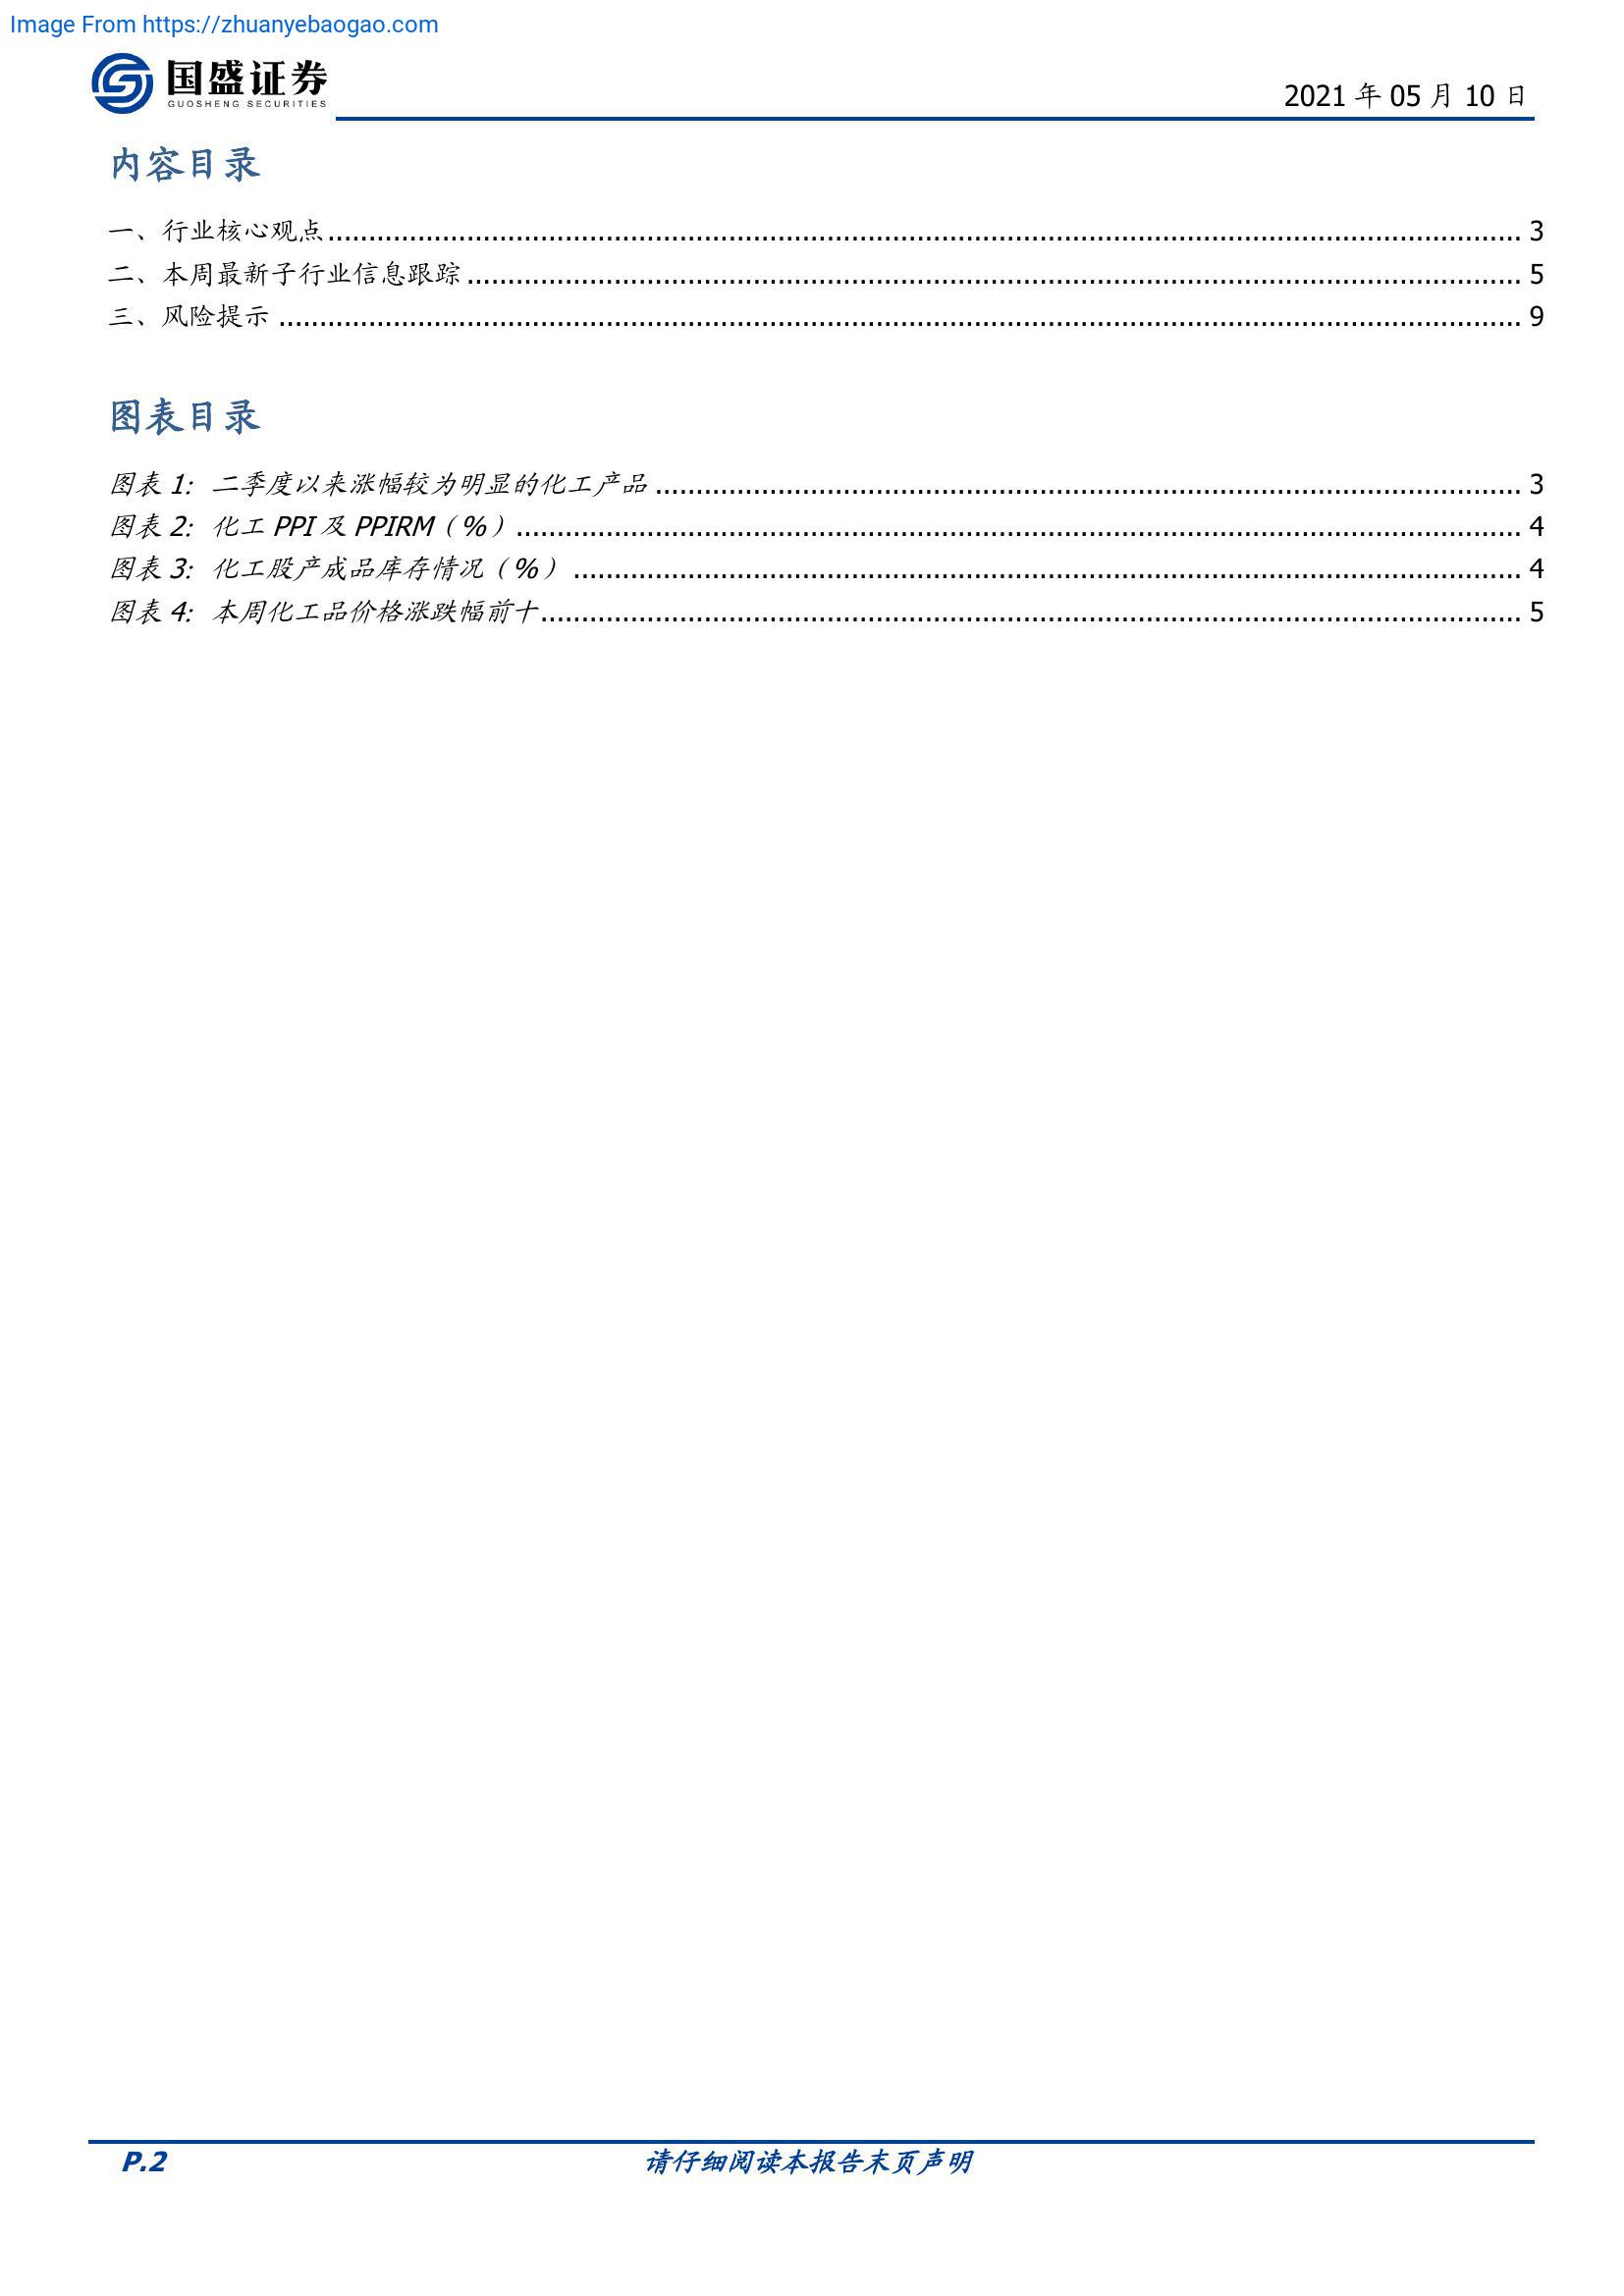 Image From https://zhuanyebaogao.com
国盛证券
GUOSHENG SECURITIES
2021 年 05 月 10 日
内容目录
一、行业核心观点........................................................................................................ 3
二、本周最新子行业信息跟踪........................................................................................ 5
三、风险提示........................................................................................................ 9
图表目录
图表 1: 二季度以来涨幅较为明显的化工产品........................................................................ 3
图表 2: 化工 PPI 及 PPIRM（%）........................................................................ 4
图表 3: 化工股产成品库存情况（%）........................................................................ 4
图表 4: 本周化工品价格涨跌幅前十........................................................................ 5
P.2
请仔细阅读本报告末页声明